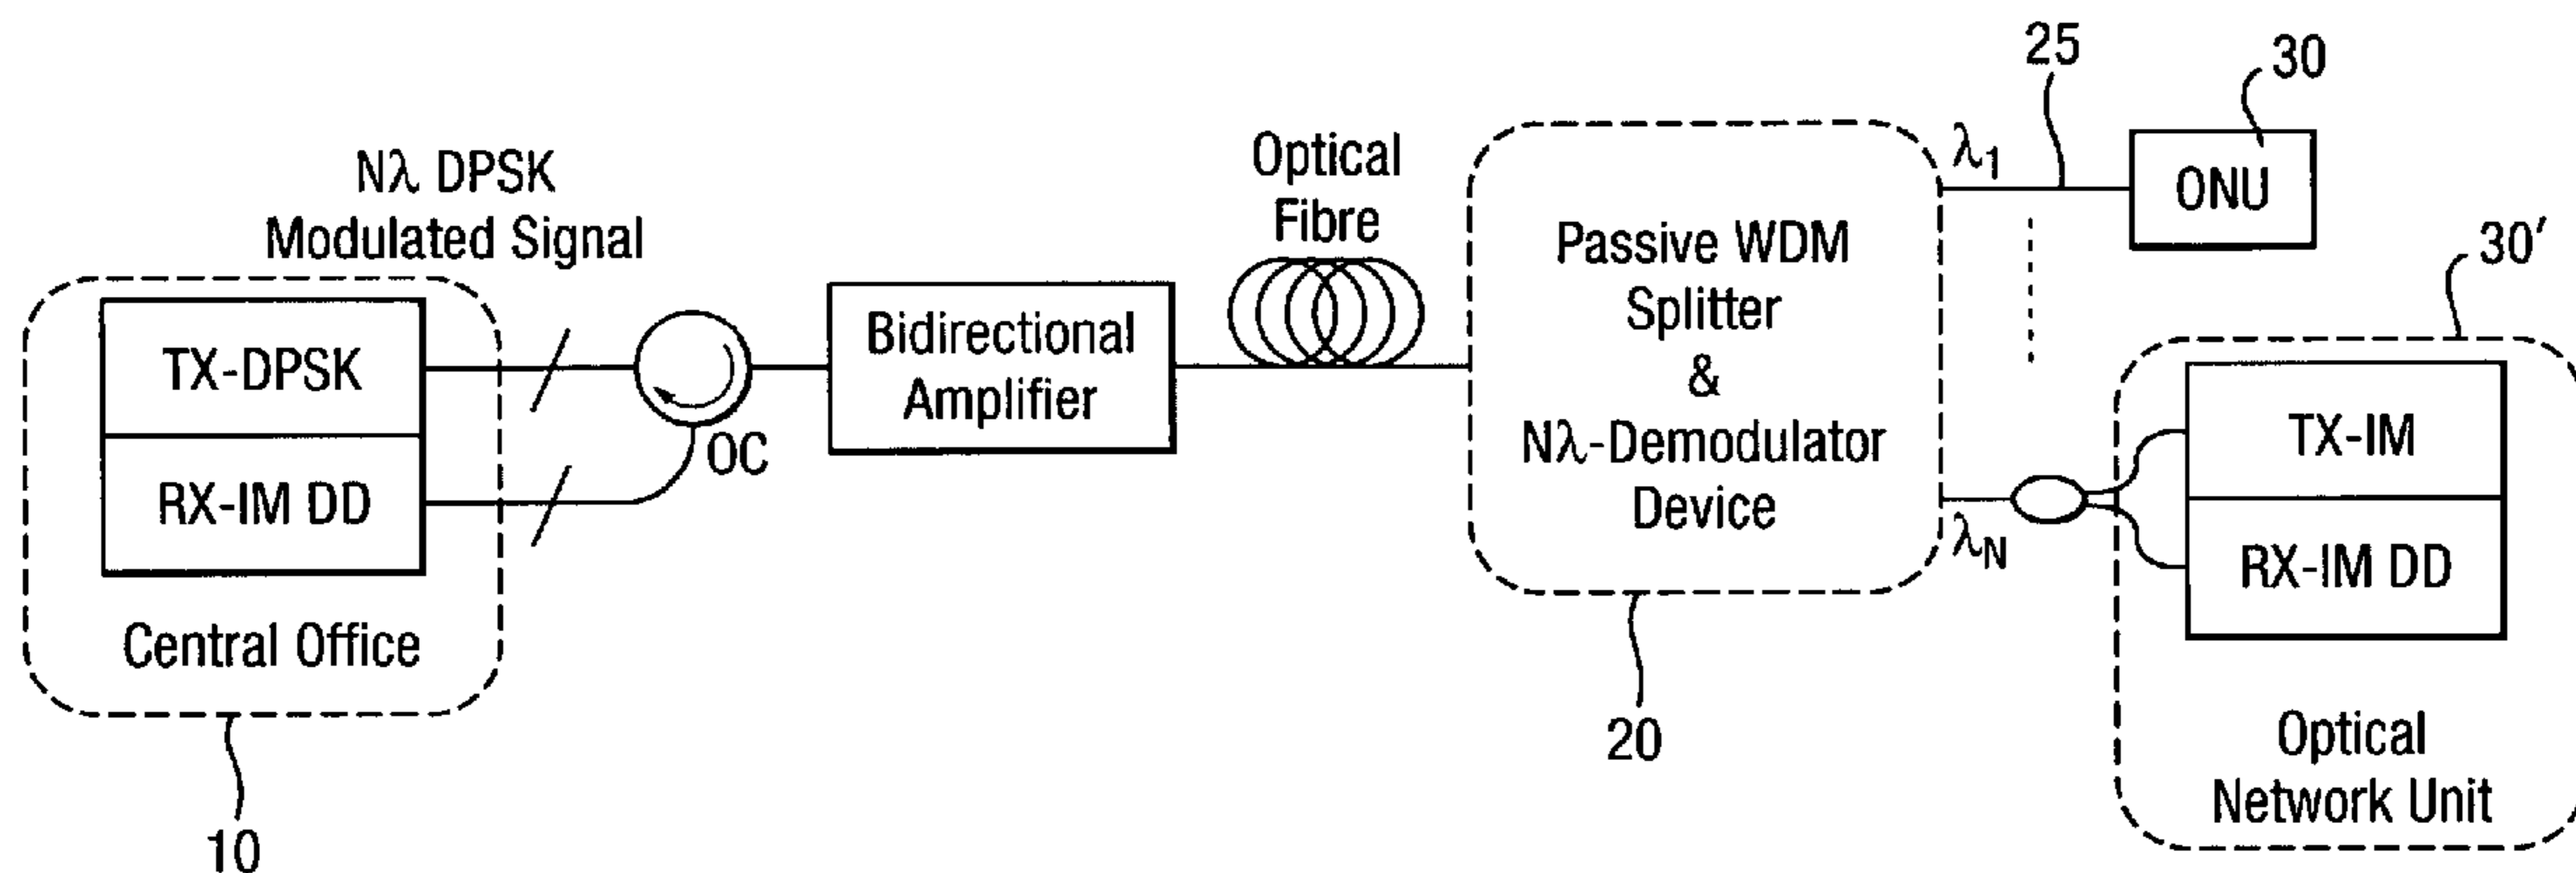 Nλ DPSK
Modulated Signal
TX-DPSK
RX-IM DD
Central Office
10
OC
Bidirectional
Amplifier
Optical
Fibre
Passive WDM
Splitter
&
Nλ-Demodulator
Device
20
λ1
25
30
ONU
λN
30′
TX-IM
RX-IM DD
Optical
Network Unit